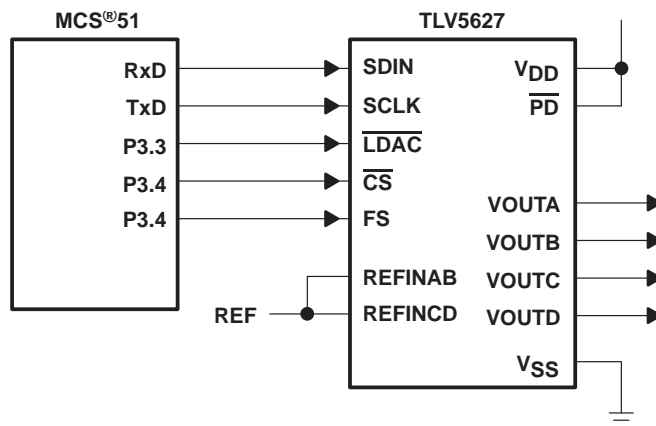 MCS®51
TLV5627
RxD
TxD
P3.3
P3.4
P3.4
SDIN
SCLK
LDAC
CS
FS
REFINAB
REFINCD
REF
VDD
PD
VOUTA
VOUTB
VOUTC
VOUTD
VSS